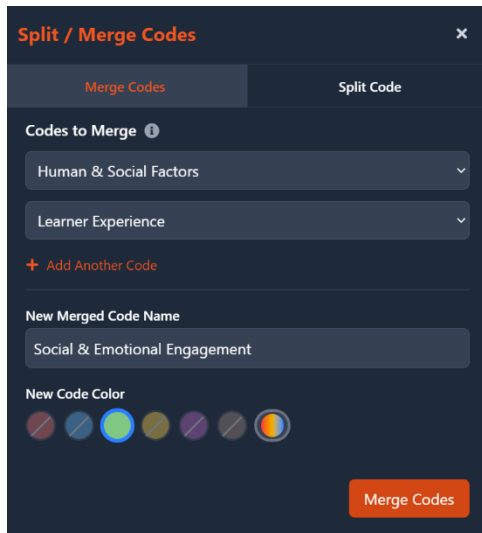 Split / Merge Codes
Merge Codes
Split Code
Codes to Merge
Human & Social Factors
Learner Experience
+ Add Another Code
New Merged Code Name
Social & Emotional Engagement
New Code Color
Merge Codes